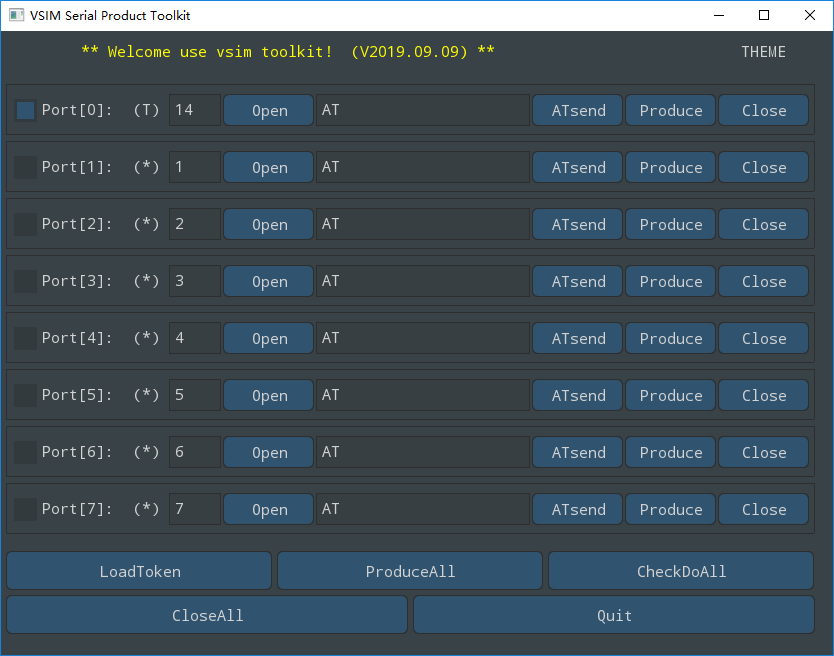 VSIM Serial Product Toolkit
** Welcome use vsim toolkit! (V2019.09.09) ** THEME
Port[0]: (T) 14 Open AT ATsend Produce Close
Port[1]: (*) 1 Open AT ATsend Produce Close
Port[2]: (*) 2 Open AT ATsend Produce Close
Port[3]: (*) 3 Open AT ATsend Produce Close
Port[4]: (*) 4 Open AT ATsend Produce Close
Port[5]: (*) 5 Open AT ATsend Produce Close
Port[6]: (*) 6 Open AT ATsend Produce Close
Port[7]: (*) 7 Open AT ATsend Produce Close
LoadToken ProduceAll CheckDoAll
CloseAll Quit